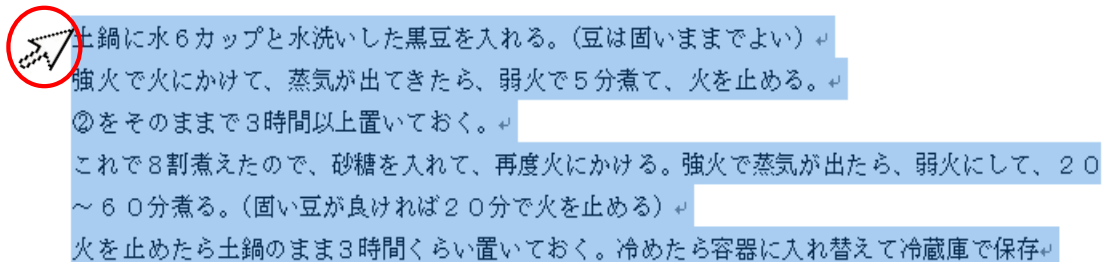 土鍋に水６カップと水洗いした黒豆を入れる。（豆は固いままでよい）
強火で火にかけて、蒸気が出てきたら、弱火で５分煮て、火を止める。
②をそのままで３時間以上置いておく。
これで８割煮えたので、砂糖を入れて、再度火にかける。強火で蒸気が出たら、弱火にして、２０
～６０分煮る。（固い豆が良ければ２０分で火を止める）
火を止めたら土鍋のまま３時間くらい置いておく。冷めたら容器に入れ替えて冷蔵庫で保存